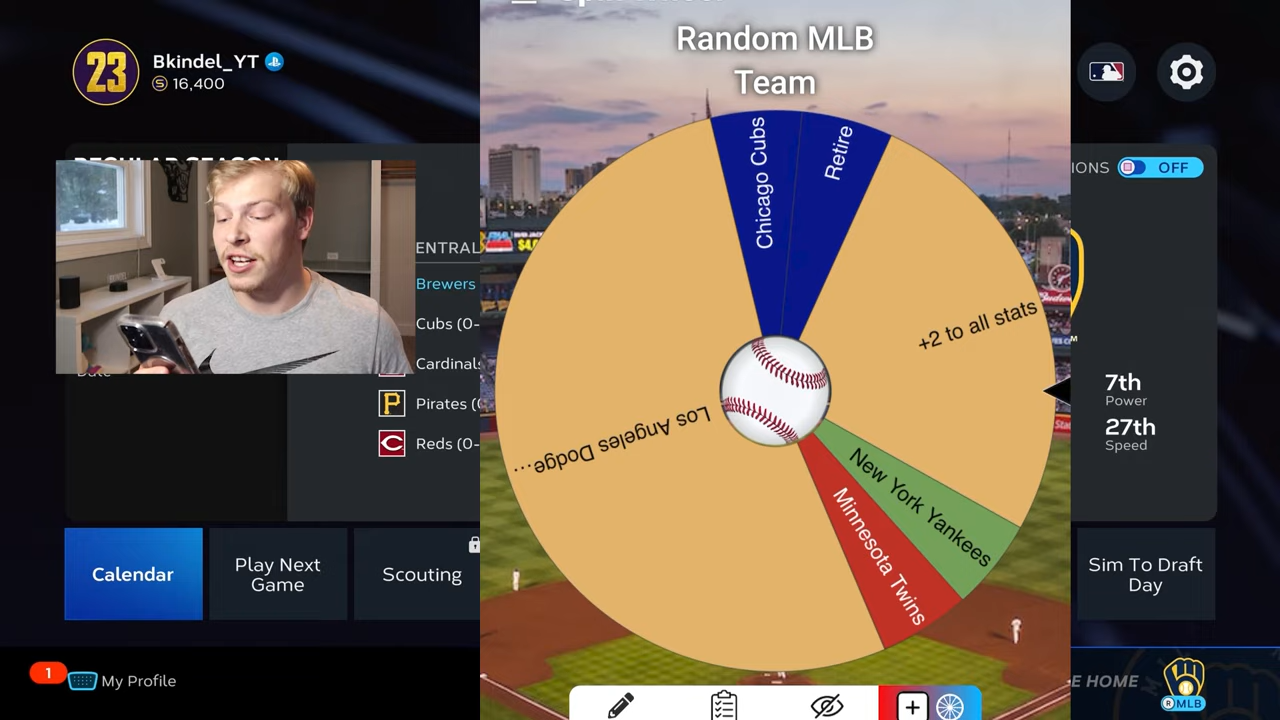 Random MLB
Team
23
Bkindel_YT
S 16,400
IONS OFF
Chicago Cubs
Retire
+2 to all stats
New York Yankees
Minnesota Twins
Los Angeles Dodge...
ENTRAL
Brewers
Cubs (0-
Cardinals
Pirates (
Reds (0-
7th
Power
27th
Speed
Calendar
Play Next
Game
Scouting
Sim To Draft
Day
1
My Profile
E HOME
R MLB